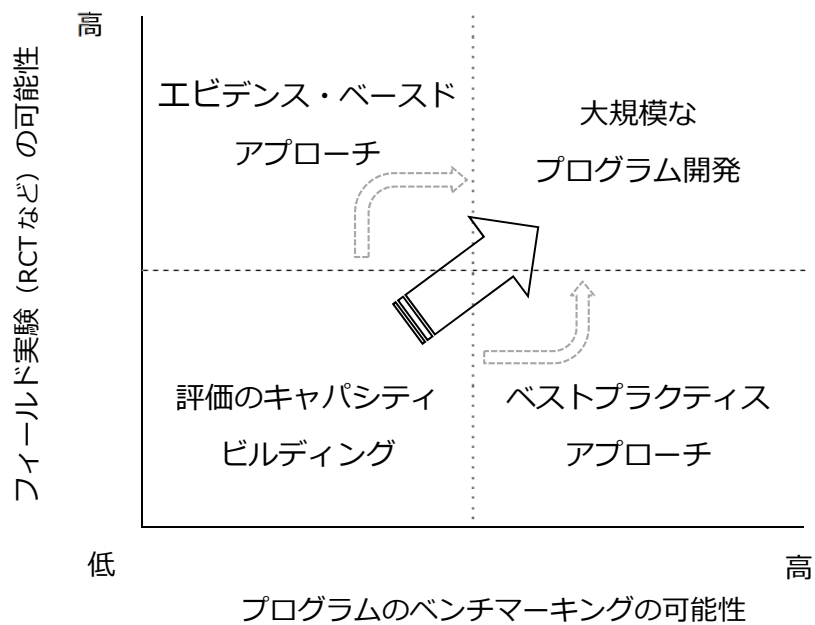 高
フィールド実験（RCTなど）の可能性
エビデンス・ベースド
アプローチ
大規模な
プログラム開発
評価のキャパシティ
ビルディング
ベストプラクティス
アプローチ
低
高
プログラムのベンチマーキングの可能性